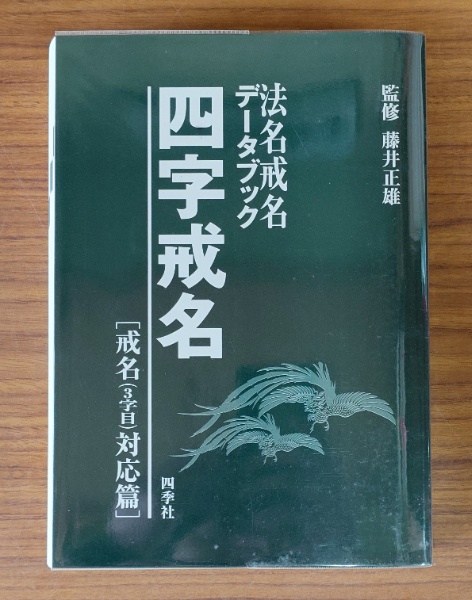 監修 藤井正雄
法名戒名
データブック
四字戒名
［戒名（3字目）対応篇］
四季社